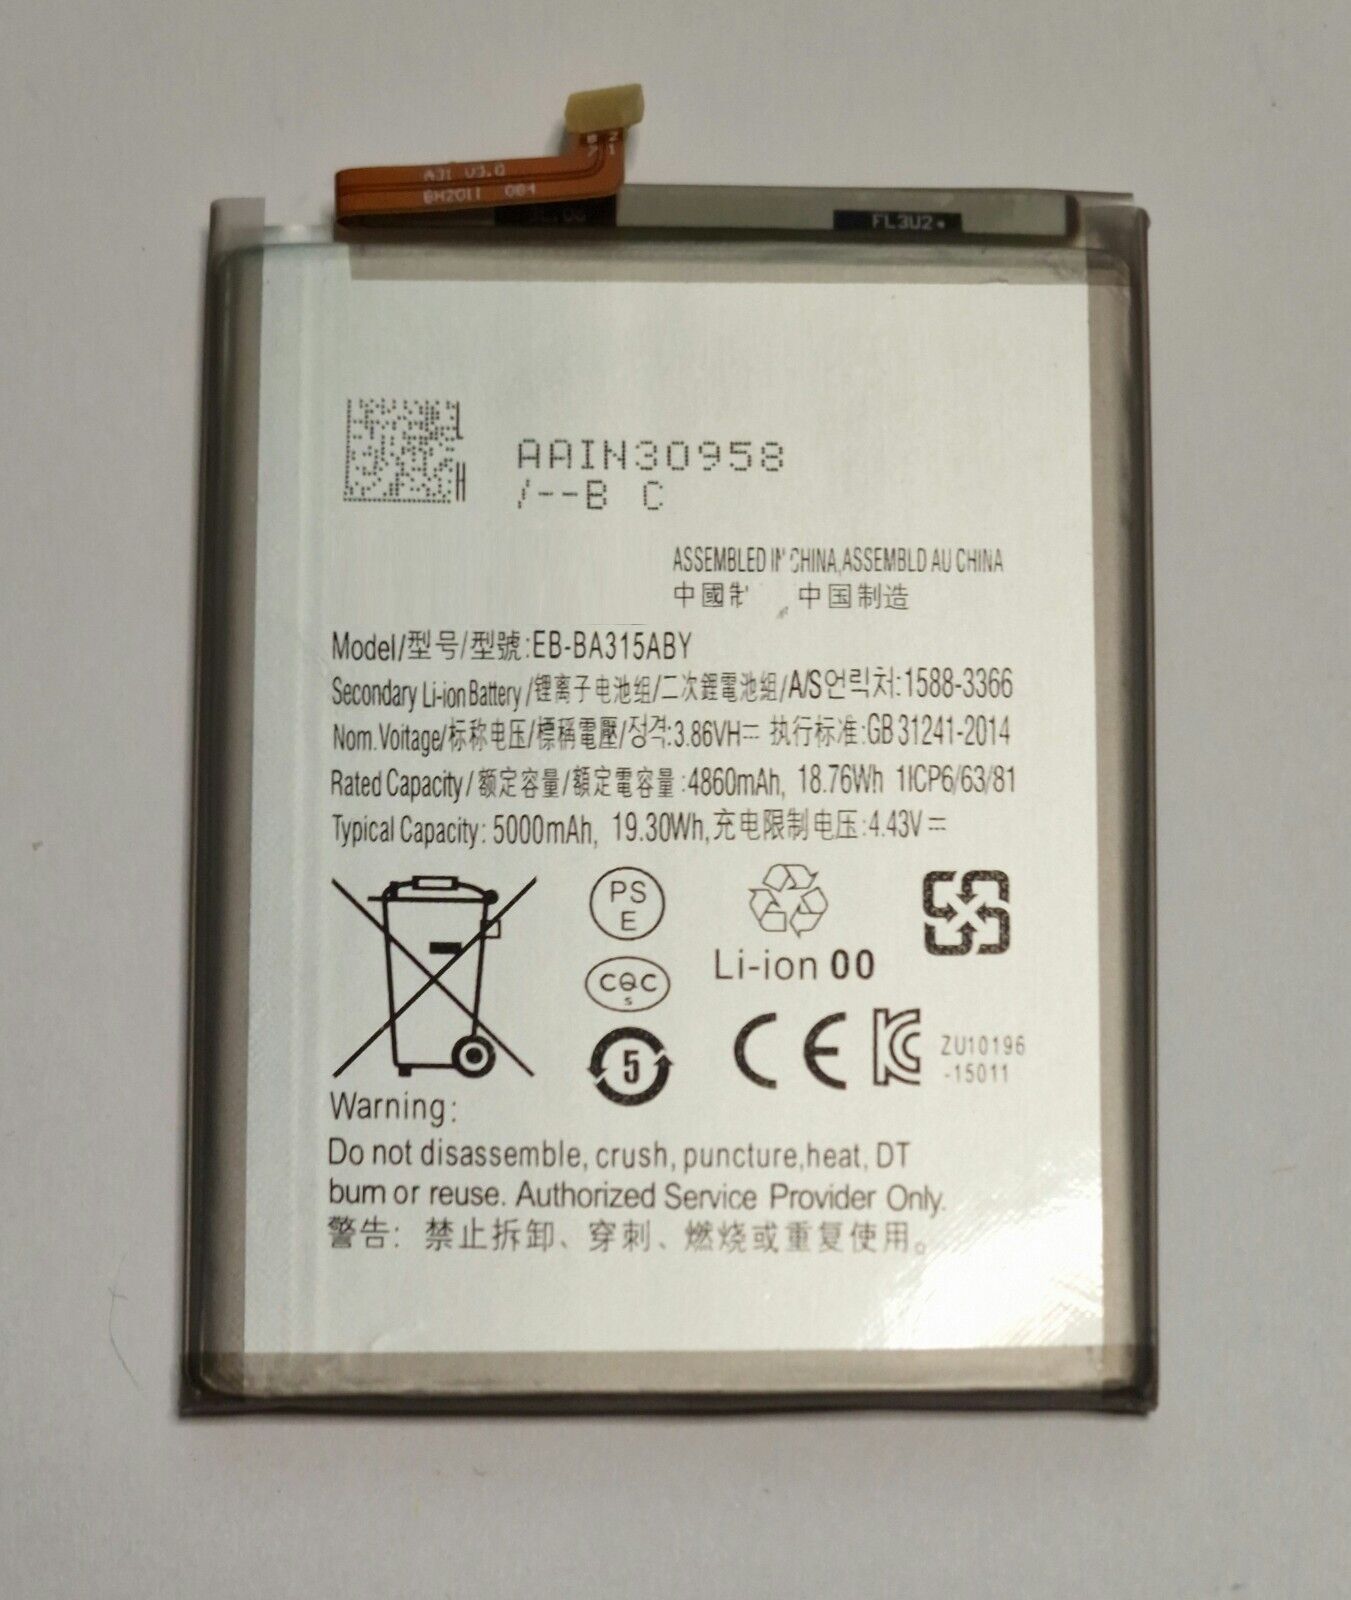 A31 V3.0
BH2011 004
FL3U2
AAIN30958
/--B C
ASSEMBLED IN CHINA,ASSEMBLD AU CHINA
中國制 中国制造
Model/型号/型號:EB-BA315ABY
Secondary Li-ion Battery/锂离子电池组/二次鋰電池組/A/S언릭처:1588-3366
Nom.Voitage/标称电压/標稱電壓/정격:3.86VH⎓ 执行标准:GB 31241-2014
Rated Capacity/额定容量/額定電容量:4860mAh, 18.76Wh 1ICP6/63/81
Typical Capacity: 5000mAh, 19.30Wh,充电限制电压:4.43V⎓
PS
E
CQC
s
5
Li-ion 00
CE
ZU10196
-15011
Warning:
Do not disassemble, crush, puncture,heat, DT
bum or reuse. Authorized Service Provider Only.
警告: 禁止拆卸、穿刺、燃烧或重复使用。